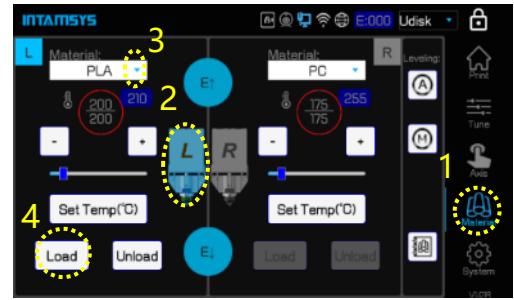 INTAMSYS
E:000 Udisk
L Material: 3 Material: R Leveling:
PLA PC
Print
E↑
200 210 175 255
200 175
A
2
Tune
- + - +
M
L R
1
Axis
Material
Set Temp(℃) Set Temp(℃)
4
Load Unload E↓ Load Unload
System